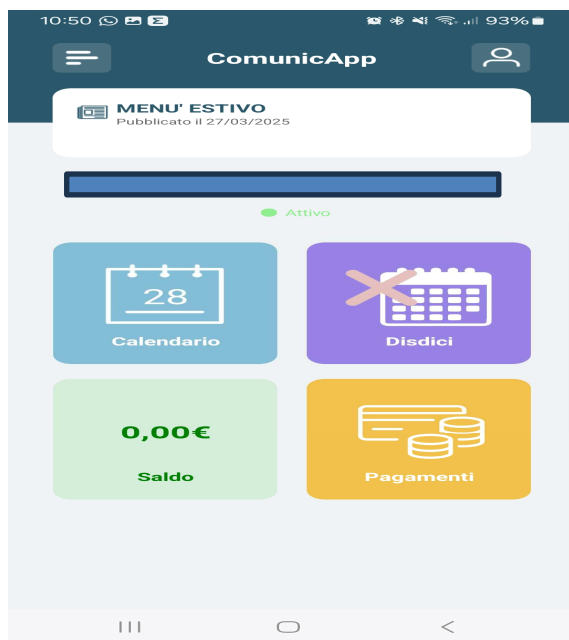 10:50 93%
ComunicApp
MENU' ESTIVO
Pubblicato il 27/03/2025
Attivo
28
Calendario
Disdici
0,00€
Saldo
Pagamenti